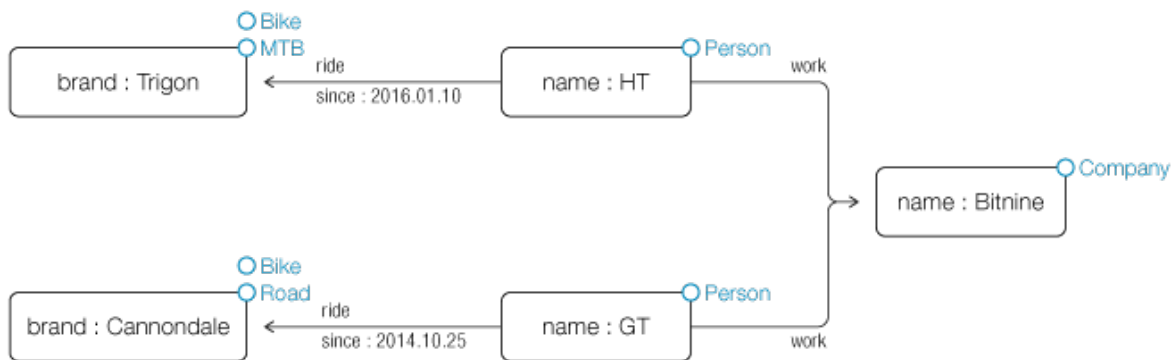 Bike
MTB
brand : Trigon
ride
since : 2016.01.10
Person
name : HT
work
Company
name : Bitnine
Bike
Road
brand : Cannondale
ride
since : 2014.10.25
Person
name : GT
work